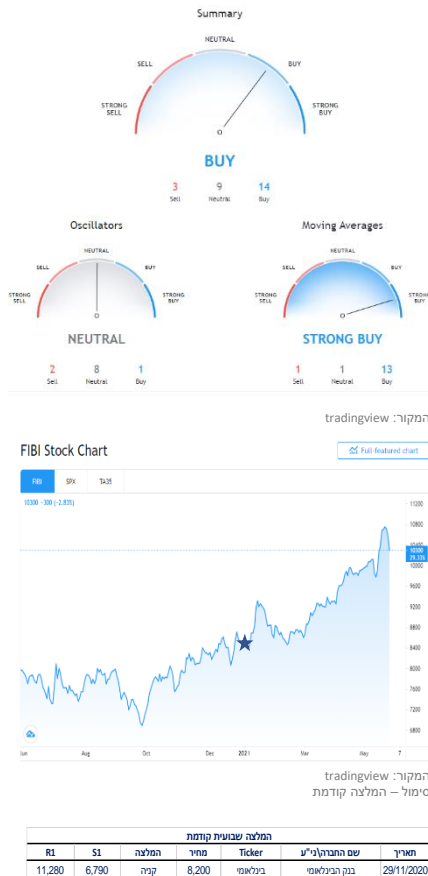 Summary
NEUTRAL
SELL
BUY
STRONG SELL
STRONG BUY
0
BUY
3 9 14
Sell Neutral Buy
Oscillators
NEUTRAL
SELL
BUY
STRONG SELL
STRONG BUY
0
NEUTRAL
2 8 1
Sell Neutral Buy
Moving Averages
NEUTRAL
SELL
BUY
STRONG SELL
STRONG BUY
0
STRONG BUY
1 1 13
Sell Neutral Buy
המקור: tradingview
FIBI Stock Chart
Full-featured chart
FIBI SPX TA35
10300 -300 (-2.83%)
11200
10800
10400
10300
29.33%
10000
9600
9200
8800
8400
8000
7600
7200
6800
Jun Aug Oct Dec 2021 Mar May 7
המקור: tradingview
סימול – המלצה קודמת
המלצה שבועית קודמת
תאריך שם החברה\ני"ע Ticker מחיר המלצה S1 R1
29/11/2020 בנק הבינלאומי בינלאומי 8,200 קניה 6,790 11,280